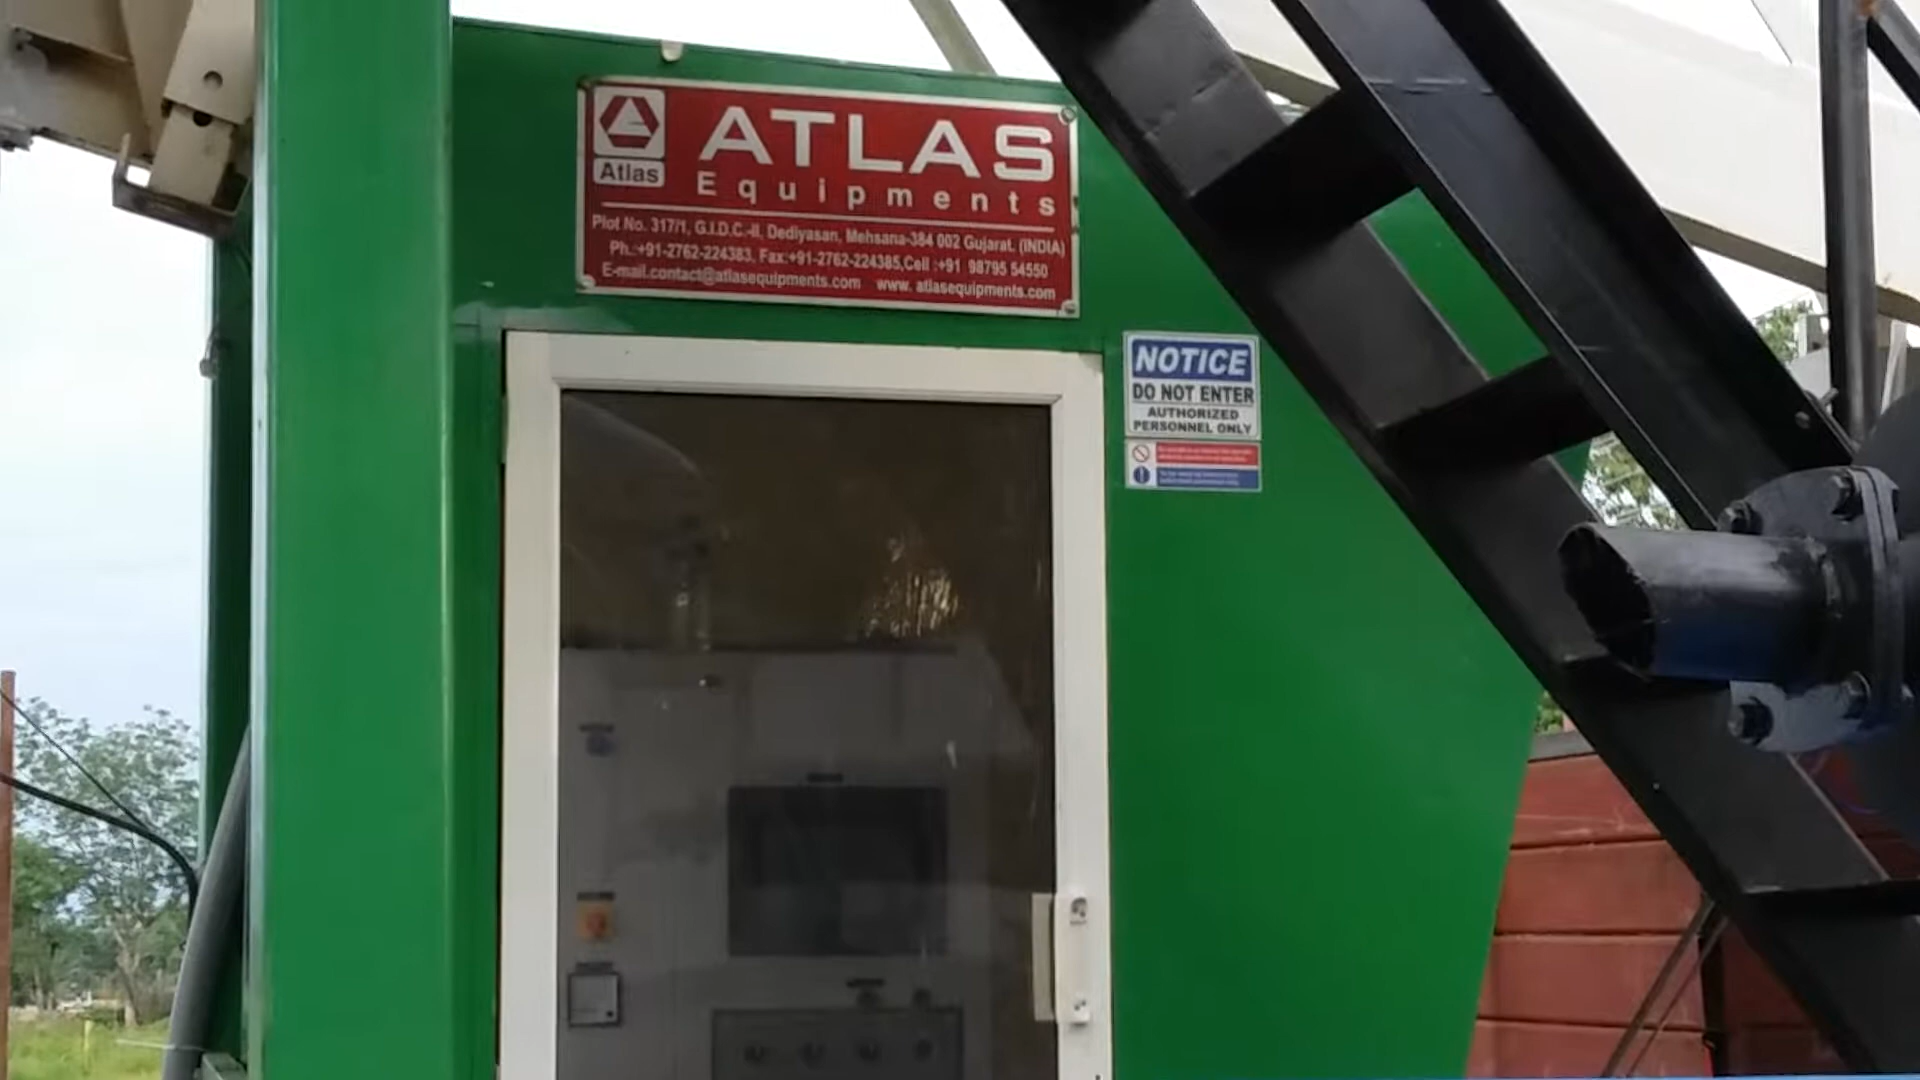 ATLAS
Atlas
Equipments
Plot No. 317/1, G.I.D.C.-II, Dediyasan, Mehsana-384 002 Gujarat. (INDIA)
Ph.:+91-2762-224383, Fax:+91-2762-224385,Cell :+91 98795 54550
E-mail.contact@atlasequipments.com www. atlasequipments.com
NOTICE
DO NOT ENTER
AUTHORIZED
PERSONNEL ONLY